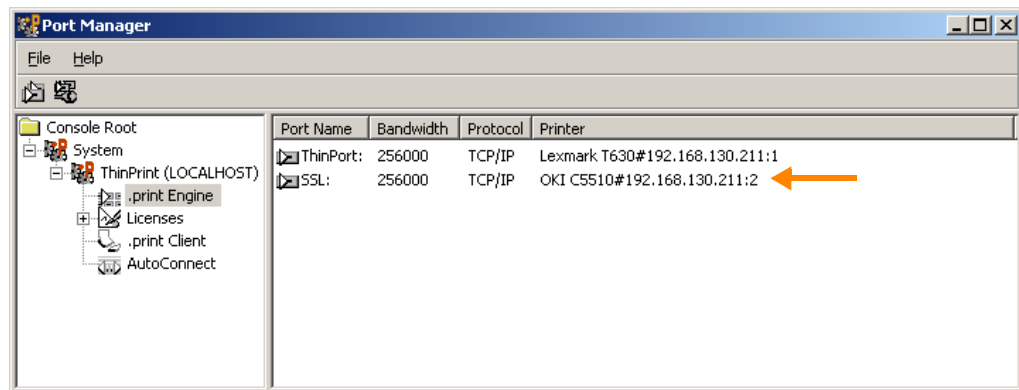 Port Manager
File Help
Console Root
System
ThinPrint (LOCALHOST)
.print Engine
Licenses
.print Client
AutoConnect
Port Name Bandwidth Protocol Printer
ThinPort: 256000 TCP/IP Lexmark T630#192.168.130.211:1
SSL: 256000 TCP/IP OKI C5510#192.168.130.211:2